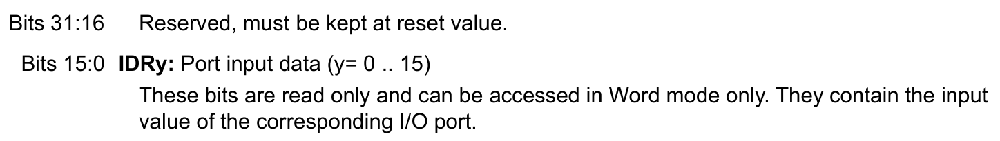 Bits 31:16 Reserved, must be kept at reset value.
Bits 15:0 IDRy: Port input data (y= 0 .. 15)
These bits are read only and can be accessed in Word mode only. They contain the input
value of the corresponding I/O port.